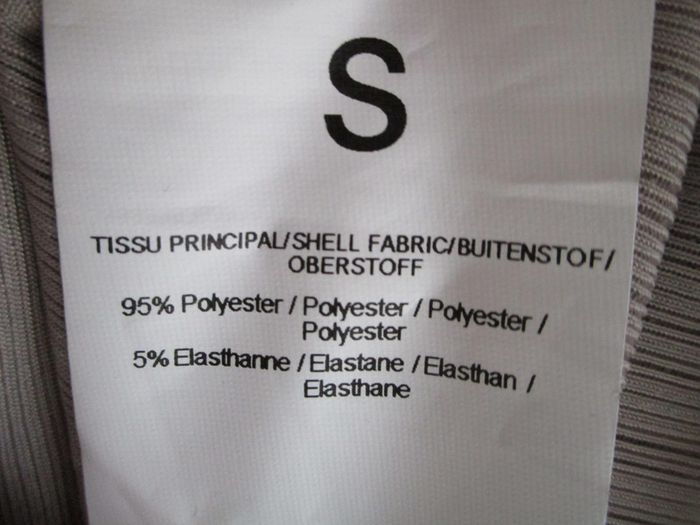 S
TISSU PRINCIPAL/SHELL FABRIC/BUITENSTOF/
OBERSTOFF
95% Polyester / Polyester / Polyester /
Polyester
5% Elasthanne / Elastane / Elasthan /
Elasthane